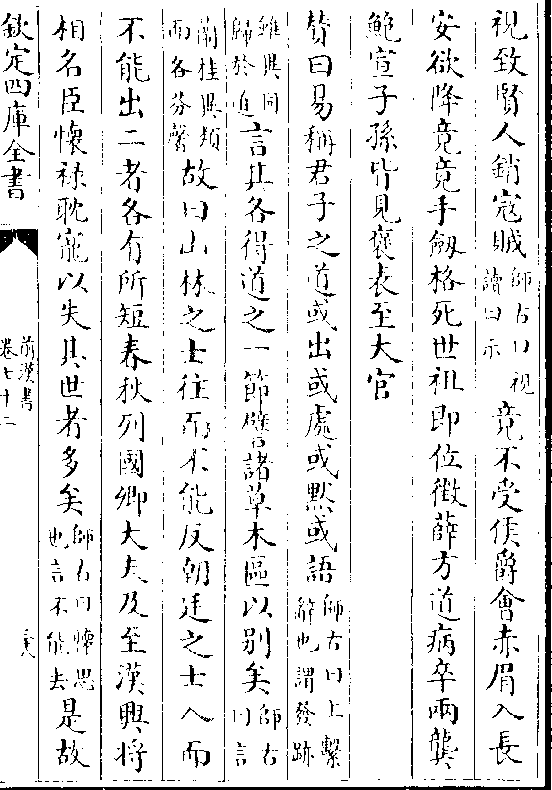 視致賢人銷寇賊師古曰視讀曰示竟不受侯爵會赤眉入長
安欲降竟竟手劔格死世祖即位徵薛方道病卒兩龔
鮑宣子孫皆見褒表至大官
賛曰易稱君子之道或出或處或黙或語師古曰上繫辭也謂發跡
雖異同歸於道言其各得道之一節譬諸草木區以别矣師古曰言
蘭桂異類而各芬馨故曰山林之士往而不能反朝廷之士入而
不能出二者各有所短春秋列國卿大夫及至漢興将
相名臣懷禄耽寵以失其世者多矣師古曰懷思也言不能去是故
欽定四庫全書
前漢書
卷七十二